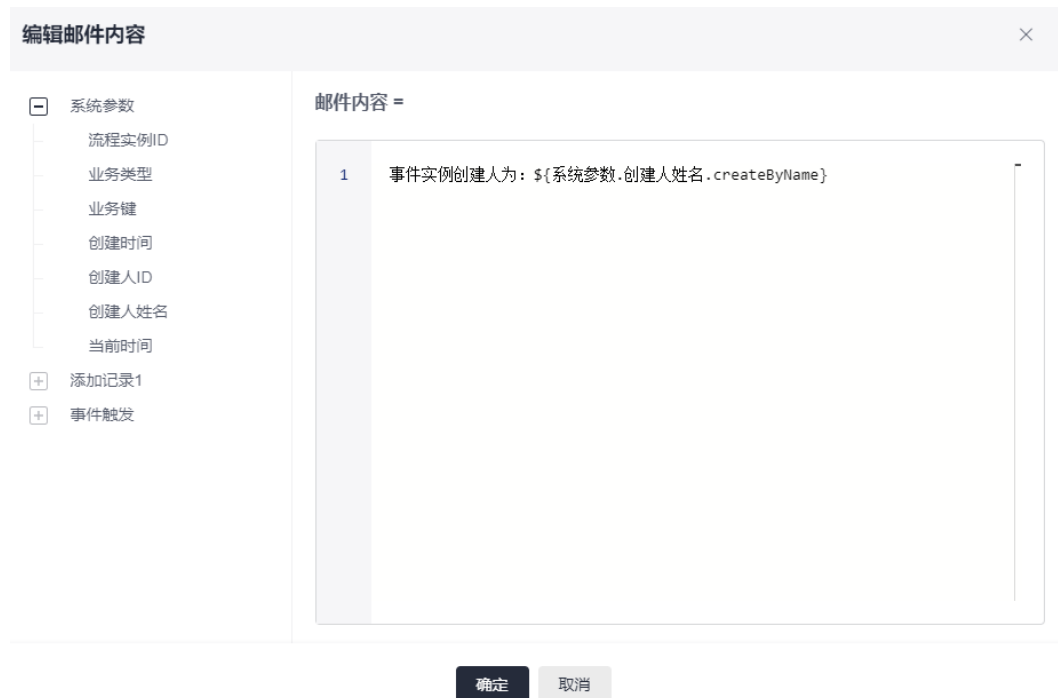 编辑邮件内容
系统参数
流程实例ID
业务类型
业务键
创建时间
创建人ID
创建人姓名
当前时间
添加记录1
事件触发
邮件内容 =
1 事件实例创建人为: ${系统参数.创建人姓名.createByName}
确定 取消